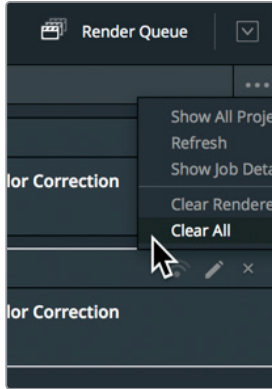 Render Queue
•••
Show All Proje
Refresh
Show Job Deta
lor Correction
Clear Rendere
Clear All
lor Correction